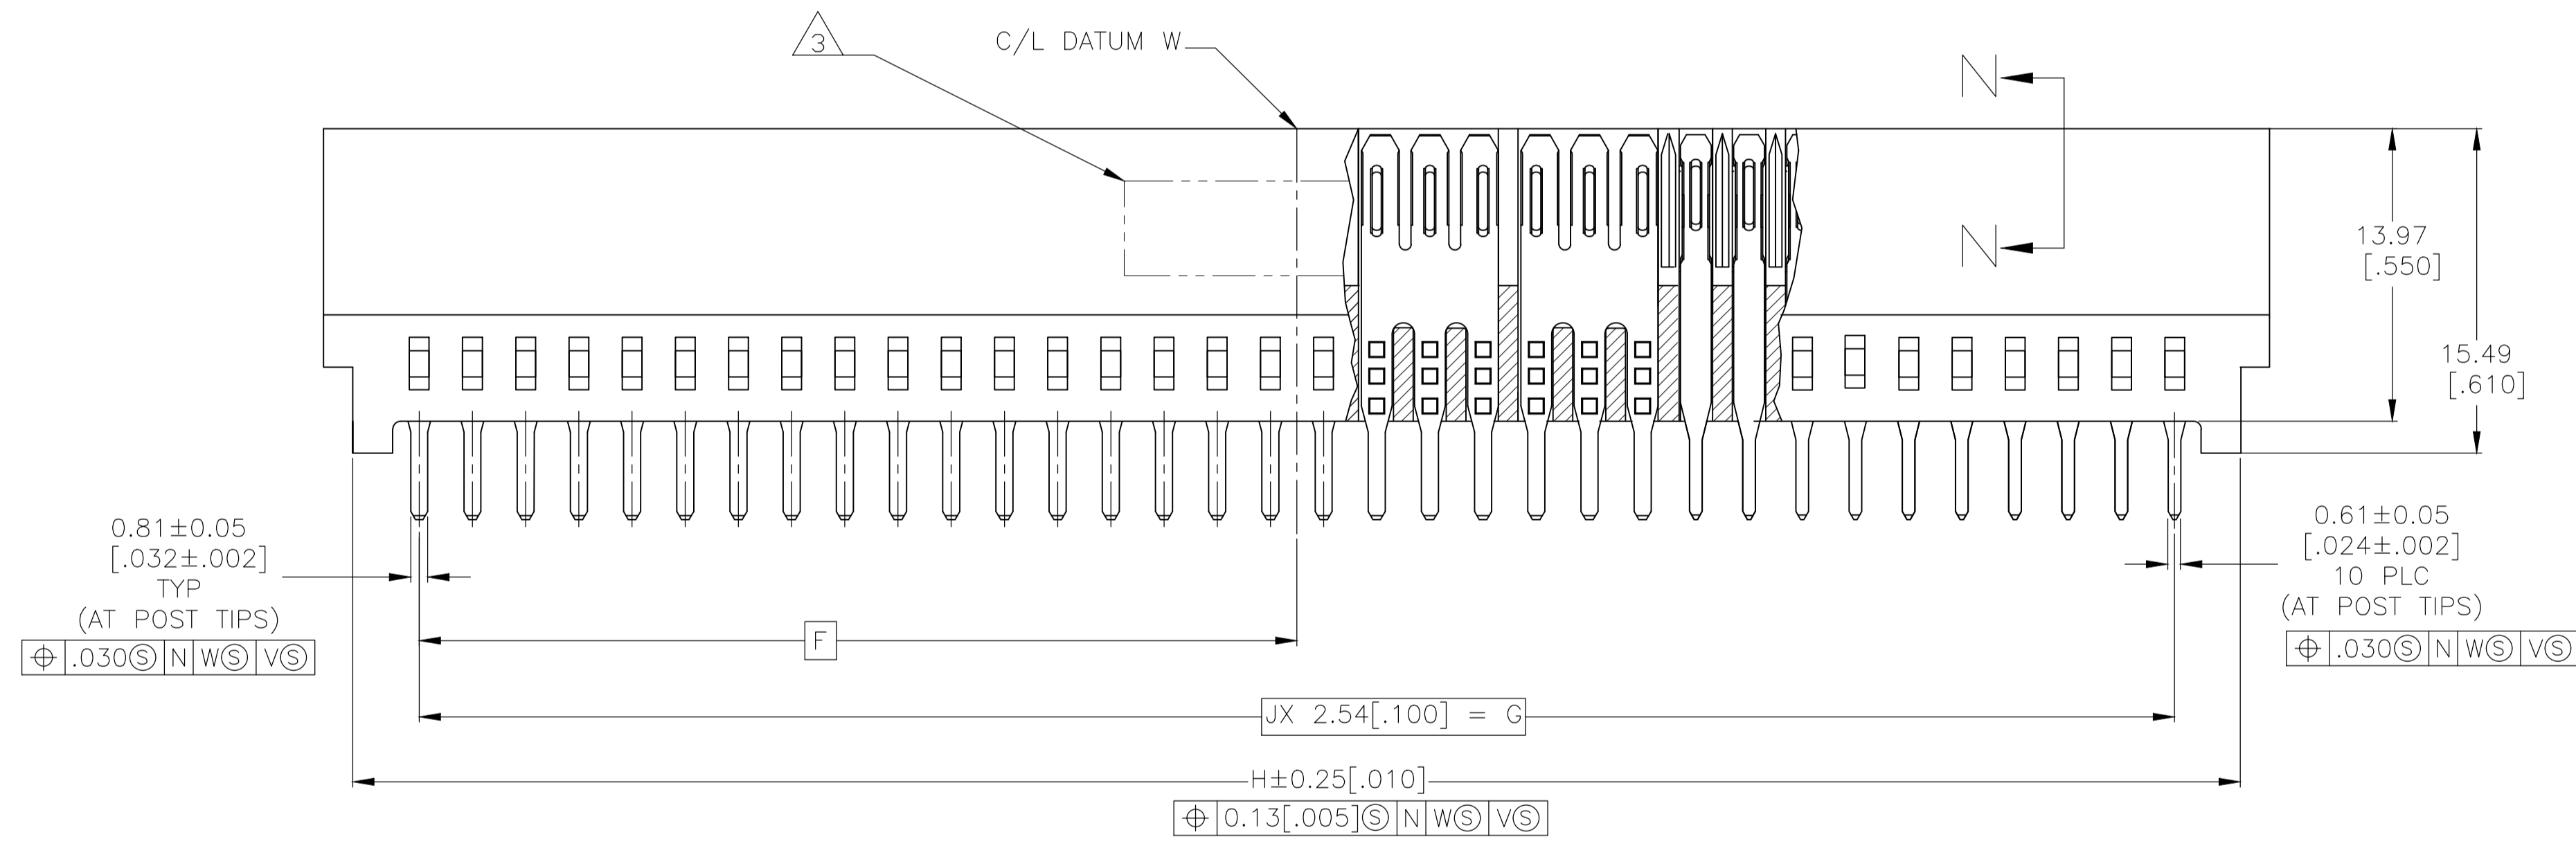 3
C/L DATUM W
N
N
13.97
[.550]
15.49
[.610]
0.81±0.05
[.032±.002]
TYP
(AT POST TIPS)
⌖ .030Ⓢ N WⓈ VⓈ
0.61±0.05
[.024±.002]
10 PLC
(AT POST TIPS)
⌖ .030Ⓢ N WⓈ VⓈ
F
JX 2.54[.100] = G
H±0.25[.010]
⌖ 0.13[.005]Ⓢ N WⓈ VⓈ